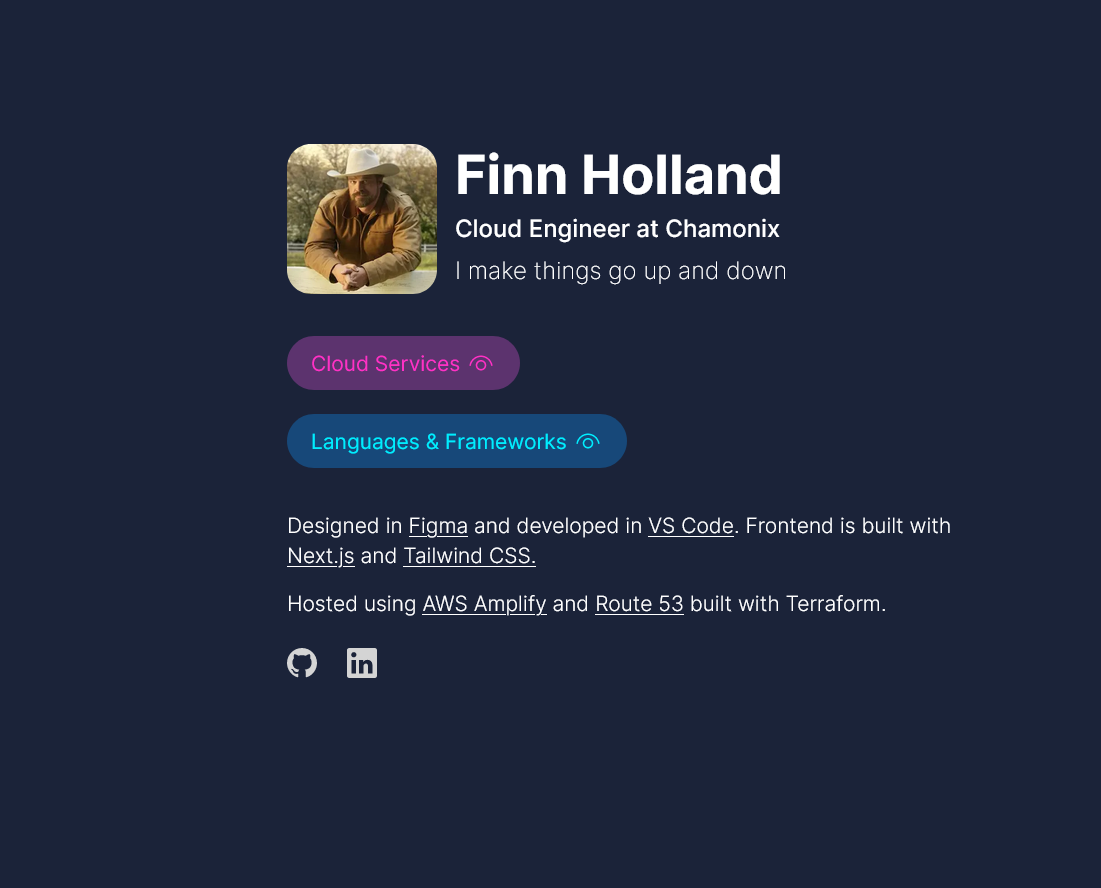 Finn Holland
Cloud Engineer at Chamonix
I make things go up and down
Cloud Services
Languages & Frameworks
Designed in Figma and developed in VS Code. Frontend is built with
Next.js and Tailwind CSS.
Hosted using AWS Amplify and Route 53 built with Terraform.
in